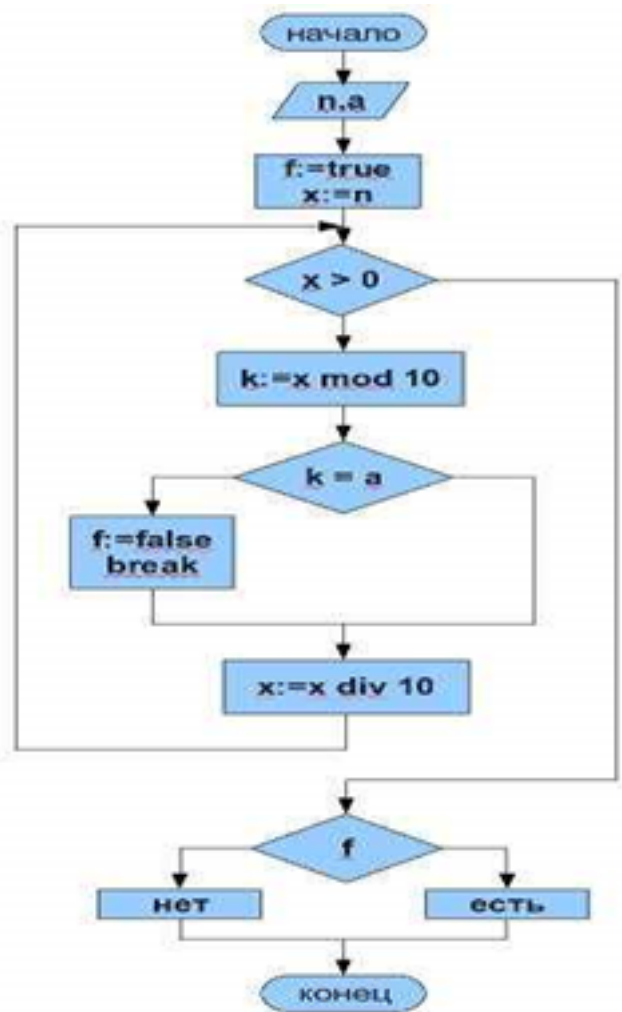 начало
n,a
f:=true
x:=n
x > 0
k:=x mod 10
k = a
f:=false
break
x:=x div 10
f
нет
есть
конец